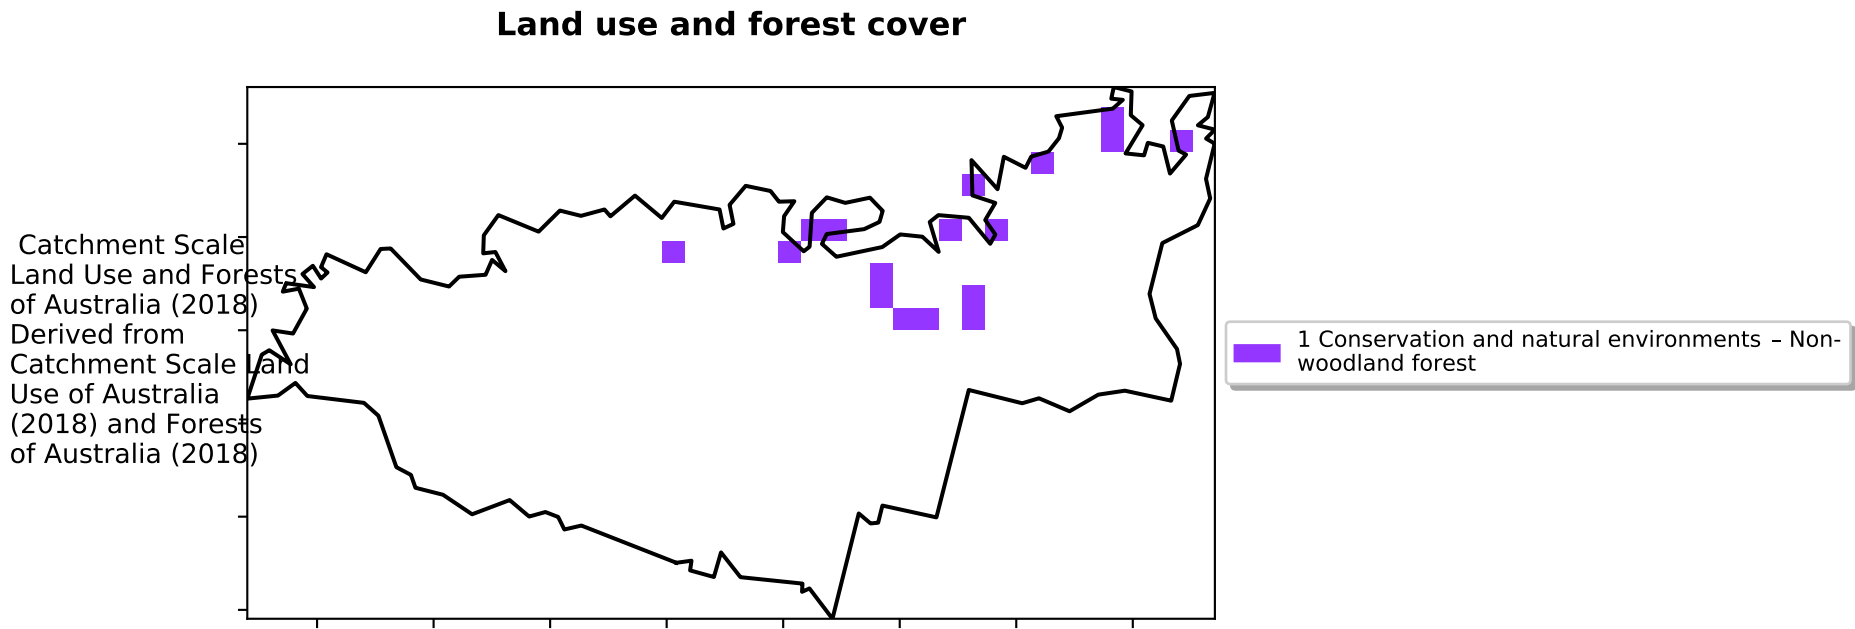 Land use and forest cover
Catchment Scale
Land Use and Forests
of Australia (2018)
Derived from
Catchment Scale Land
Use of Australia
(2018) and Forests
of Australia (2018)
1 Conservation and natural environments – Non-
woodland forest